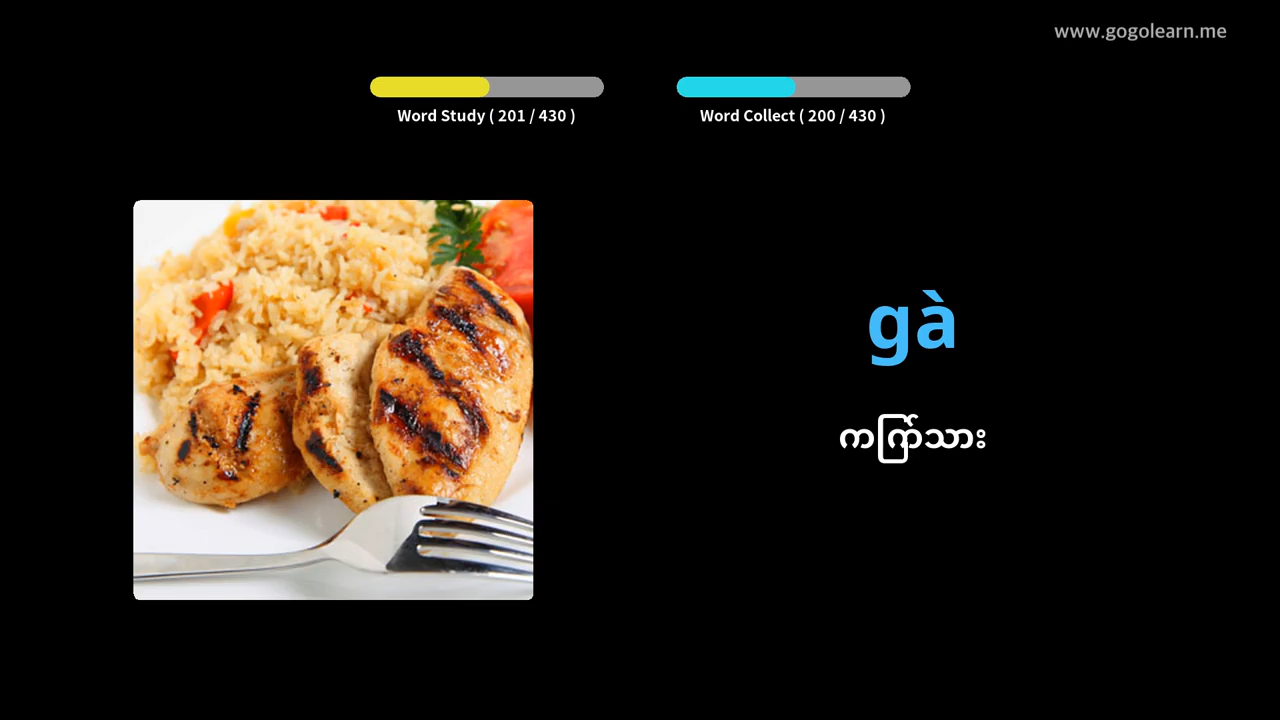 www.gogolearn.me
Word Study ( 201 / 430 )
Word Collect ( 200 / 430 )
gà
ကြက်သား